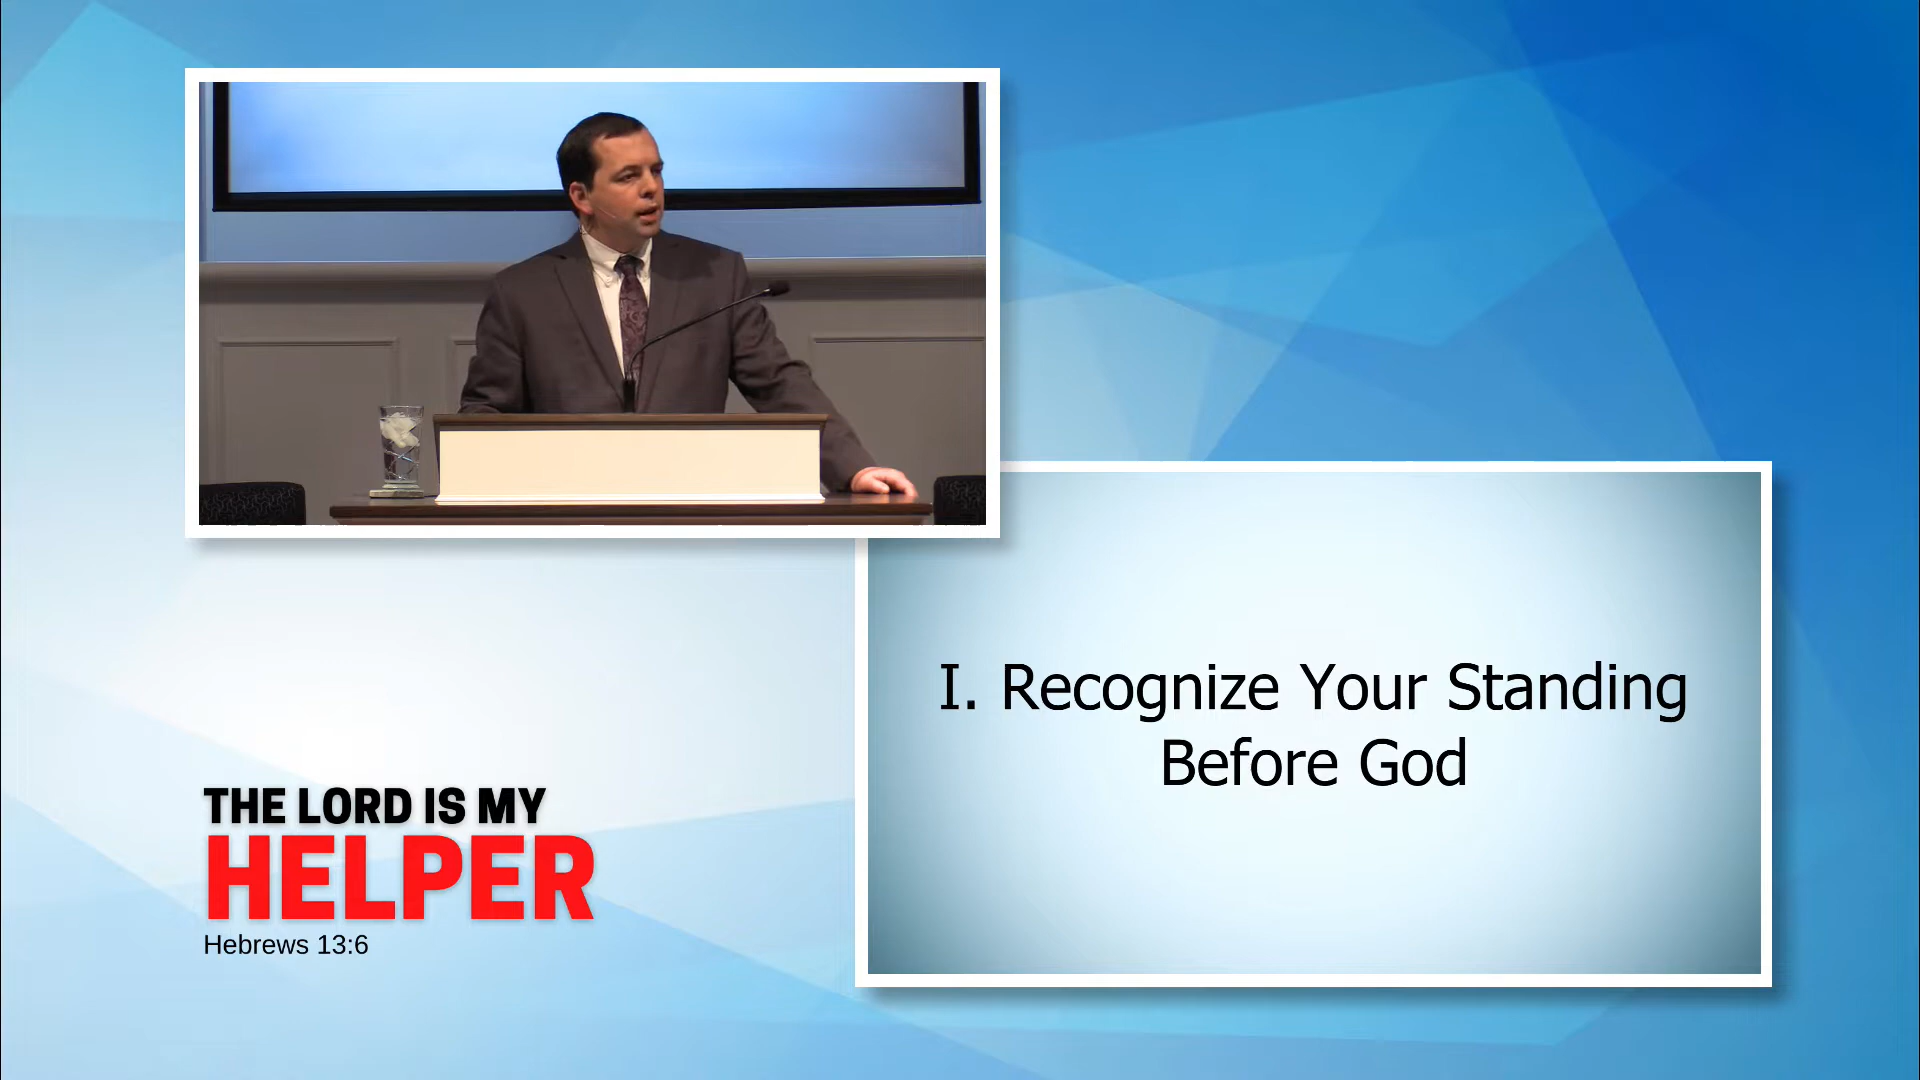 I. Recognize Your Standing
Before God
THE LORD IS MY
HELPER
Hebrews 13:6